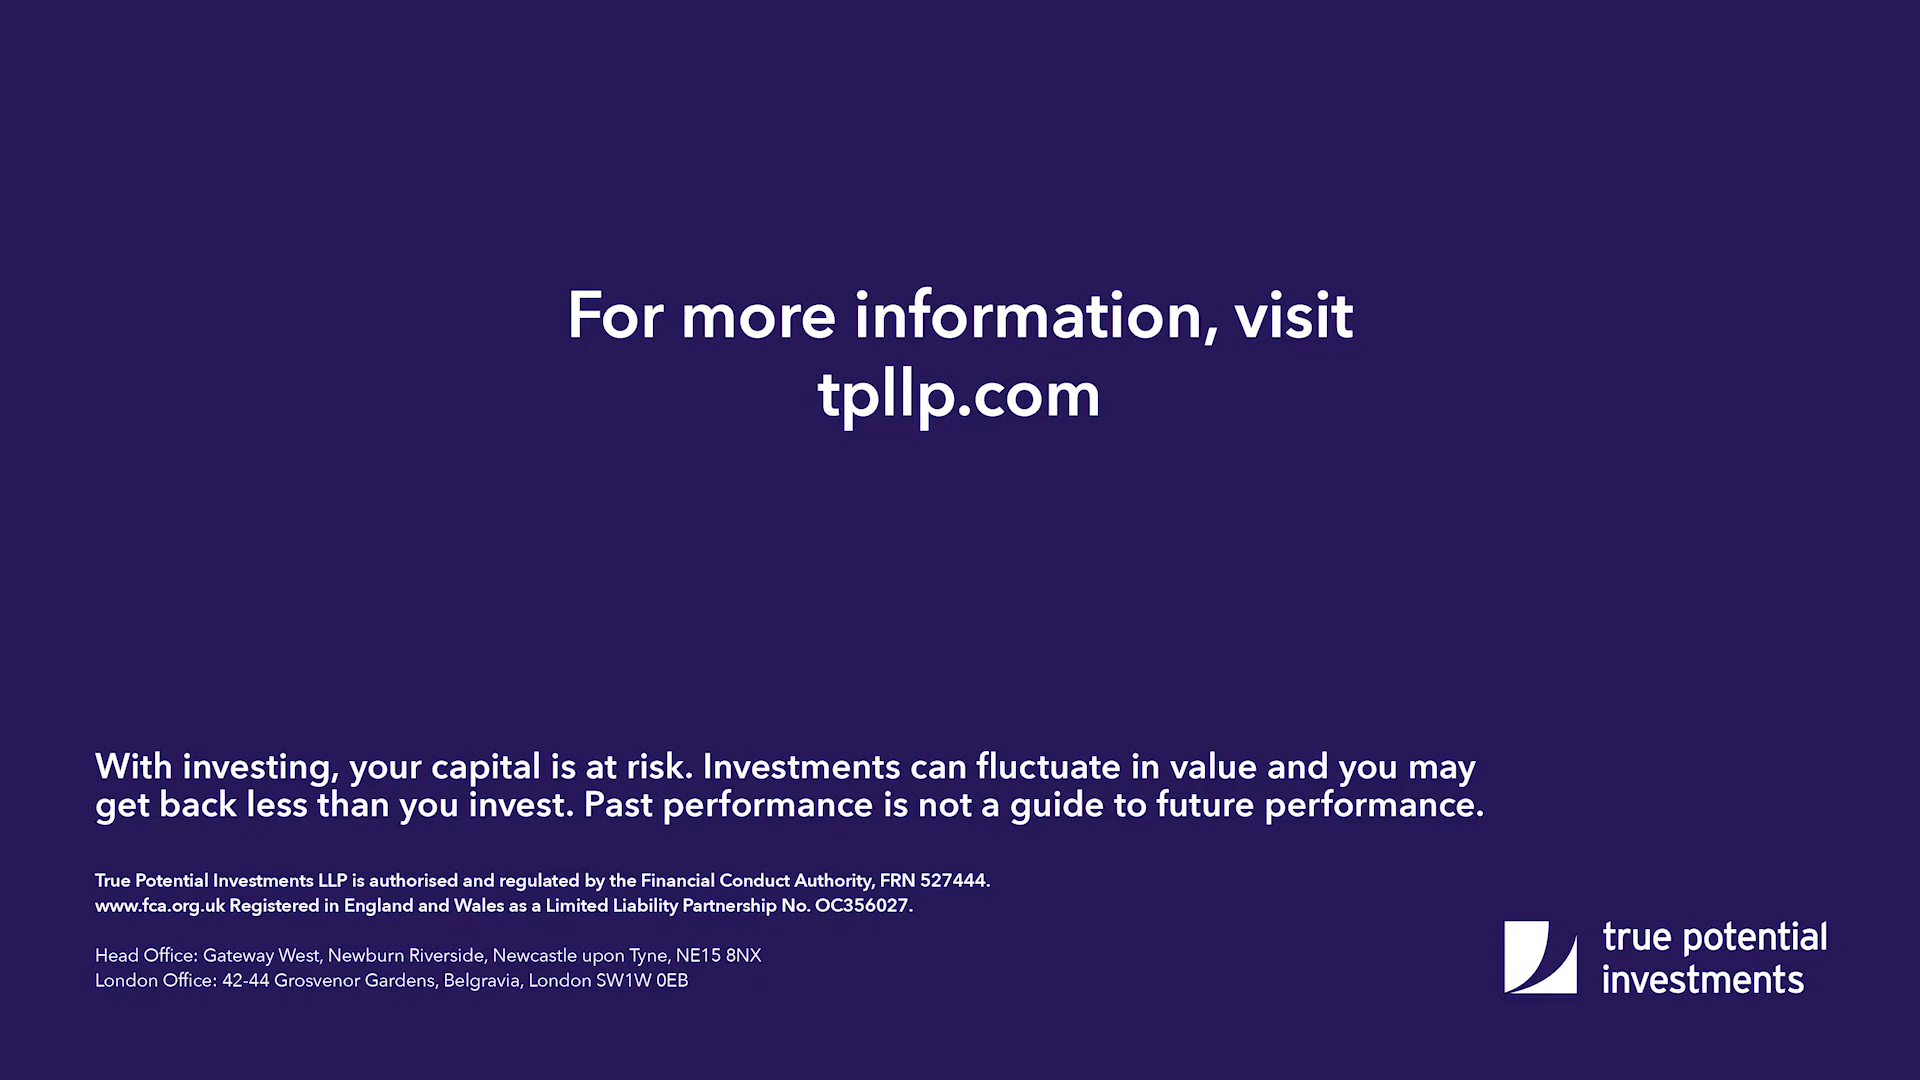 For more information, visit
tpllp.com
With investing, your capital is at risk. Investments can fluctuate in value and you may
get back less than you invest. Past performance is not a guide to future performance.
True Potential Investments LLP is authorised and regulated by the Financial Conduct Authority, FRN 527444.
www.fca.org.uk Registered in England and Wales as a Limited Liability Partnership No. OC356027.
Head Office: Gateway West, Newburn Riverside, Newcastle upon Tyne, NE15 8NX
London Office: 42-44 Grosvenor Gardens, Belgravia, London SW1W 0EB
true potential
investments